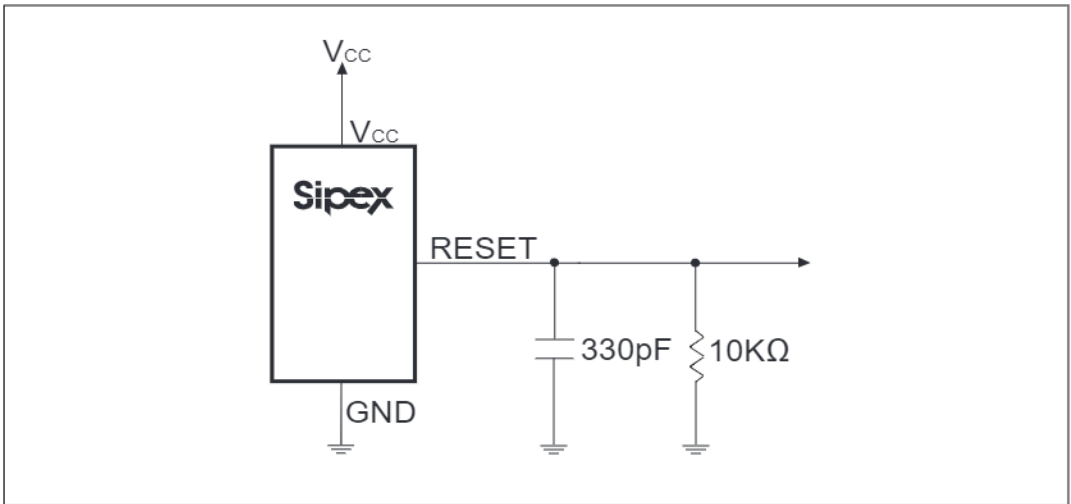 Vcc
Vcc
Sipex
RESET
330pF
10KΩ
GND